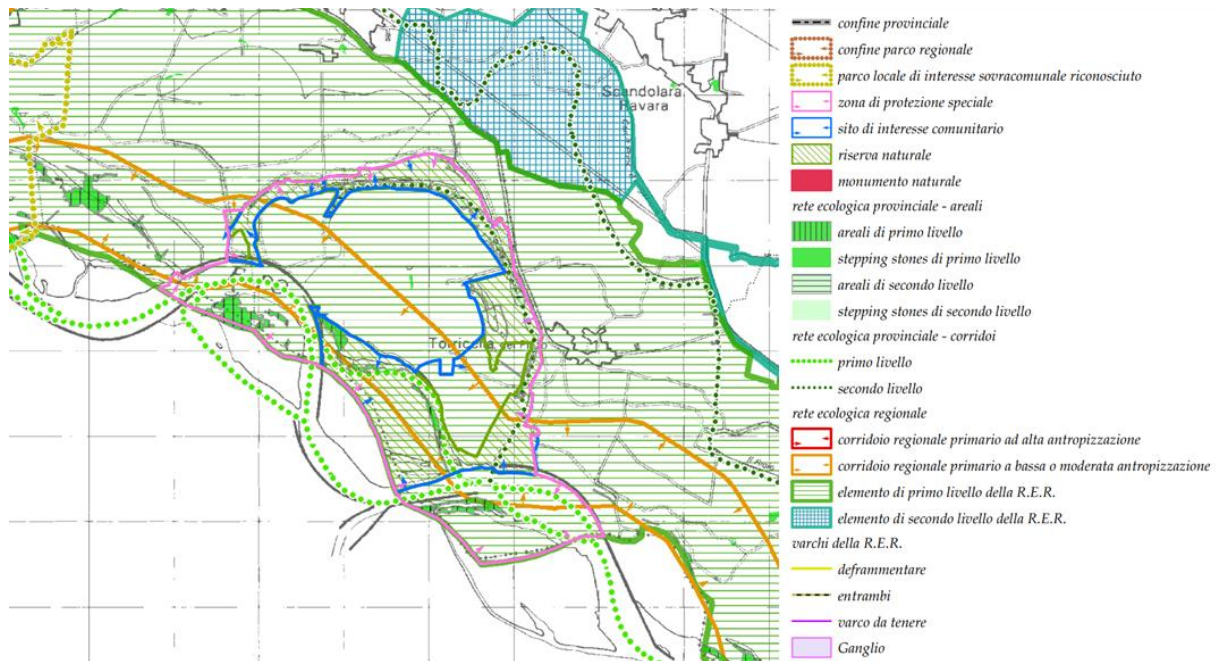 Scandolara
Ravara
Torricella
confine provinciale
confine parco regionale
parco locale di interesse sovracomunale riconosciuto
zona di protezione speciale
sito di interesse comunitario
riserva naturale
monumento naturale
rete ecologica provinciale - areali
areali di primo livello
stepping stones di primo livello
areali di secondo livello
stepping stones di secondo livello
rete ecologica provinciale - corridoi
primo livello
secondo livello
rete ecologica regionale
corridoio regionale primario ad alta antropizzazione
corridoio regionale primario a bassa o moderata antropizzazione
elemento di primo livello della R.E.R.
elemento di secondo livello della R.E.R.
varchi della R.E.R.
deframmentare
entrambi
varco da tenere
Ganglio